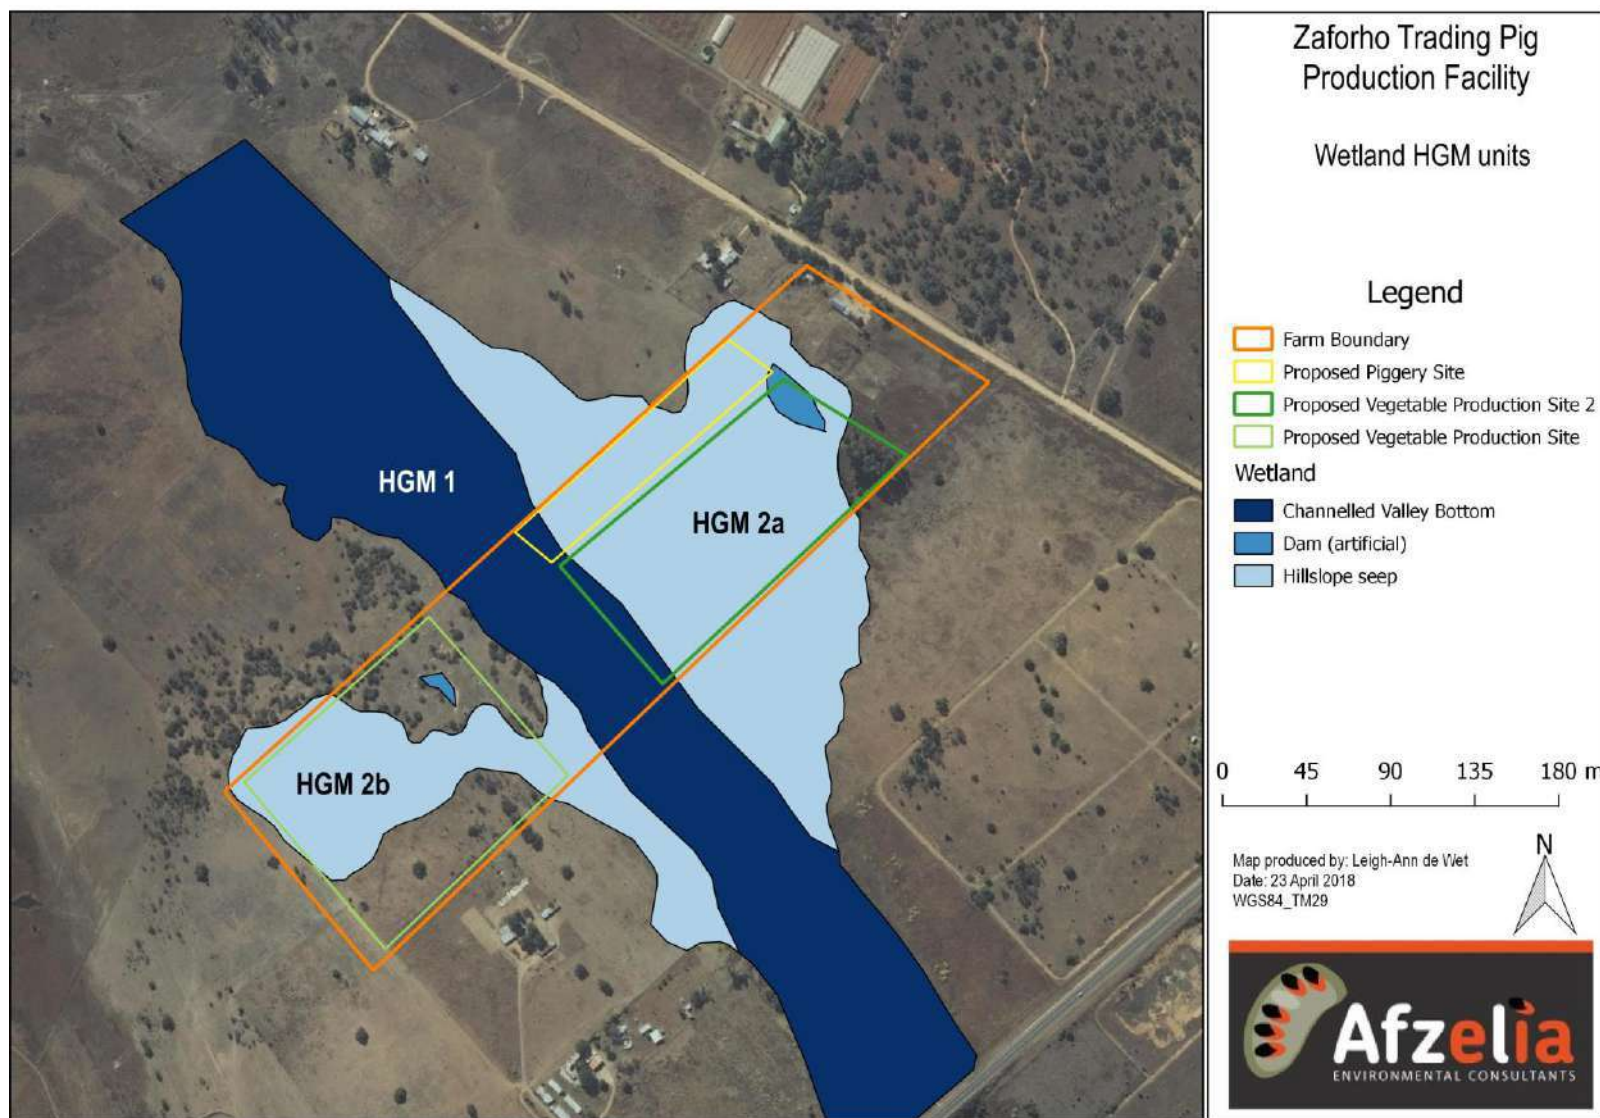 Zaforho Trading Pig
Production Facility
Wetland HGM units
HGM 1
HGM 2a
HGM 2b
Legend
Farm Boundary
Proposed Piggery Site
Proposed Vegetable Production Site 2
Proposed Vegetable Production Site
Wetland
Channelled Valley Bottom
Dam (artificial)
Hillslope seep
0 45 90 135 180 m
N
Map produced by: Leigh-Ann de Wet
Date: 23 April 2018
WGS84_TM29
Afzelia
ENVIRONMENTAL CONSULTANTS